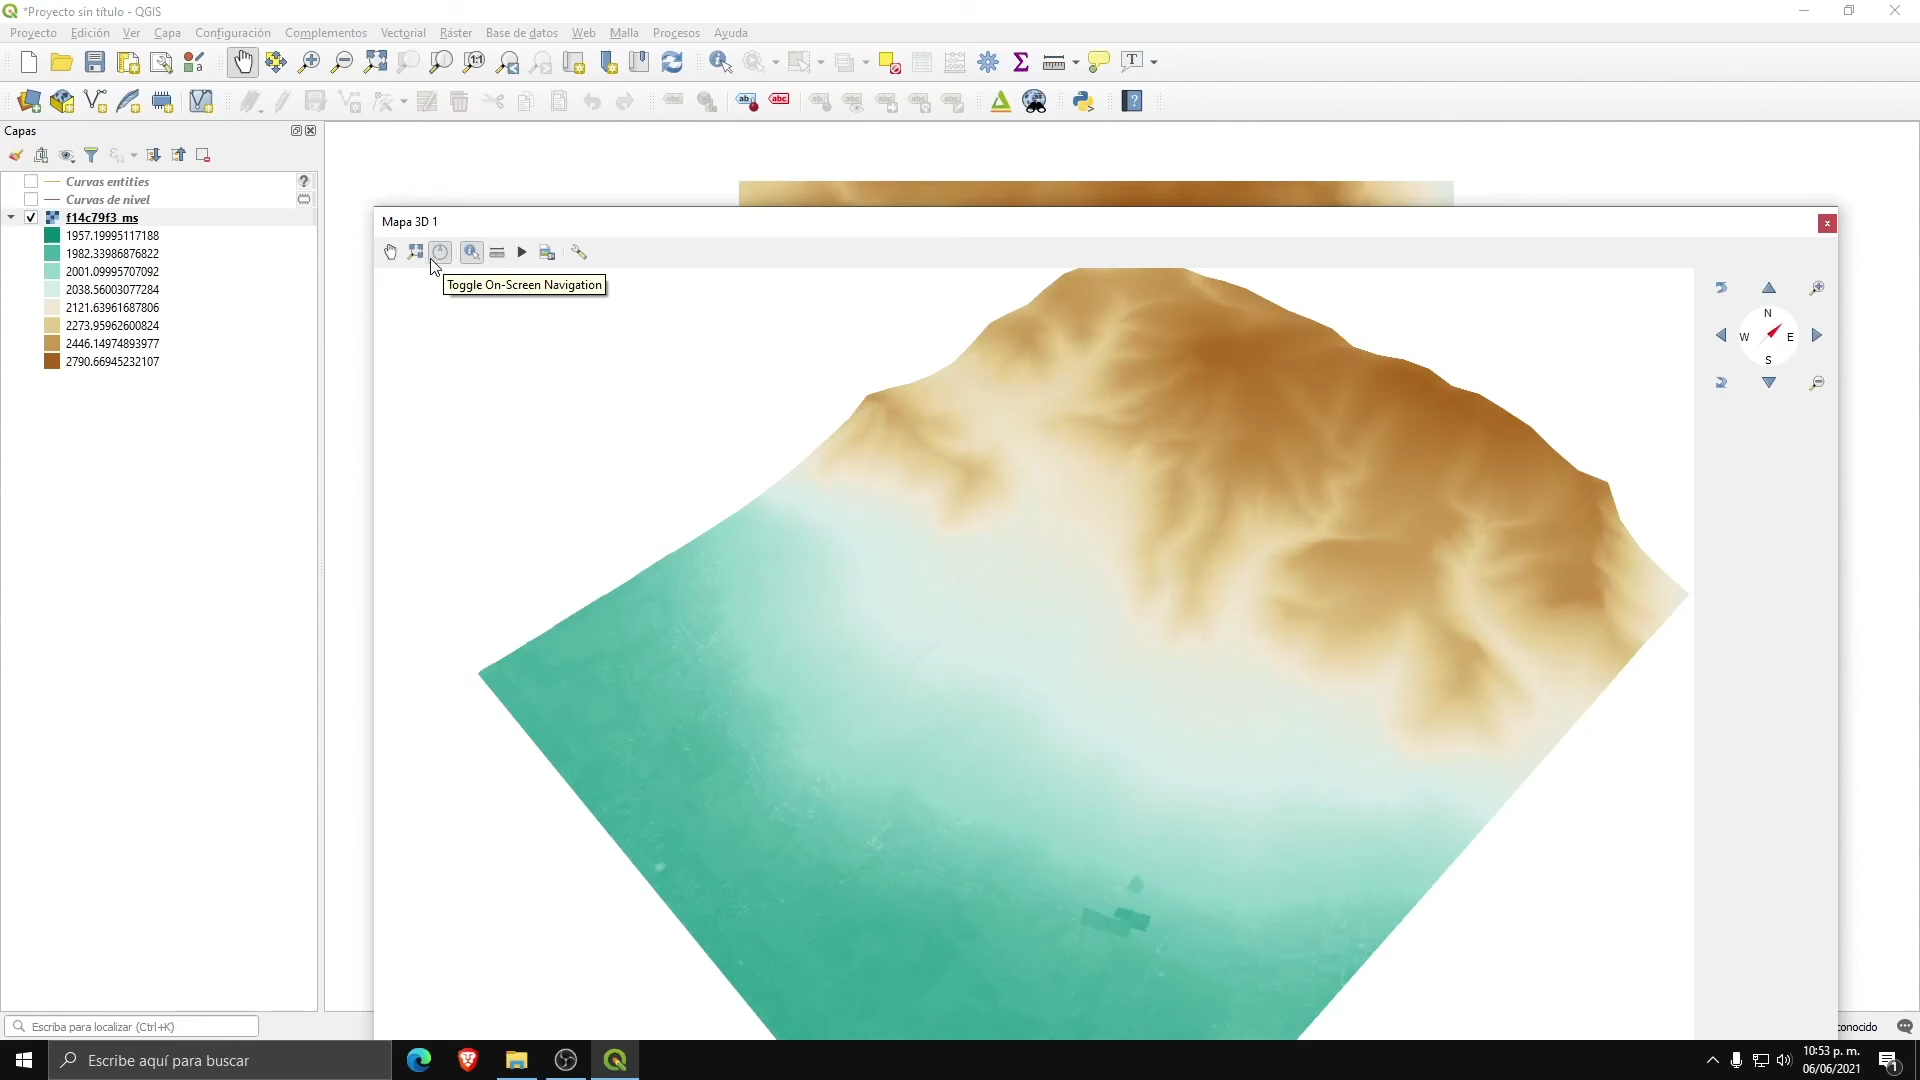 *Proyecto sin título - QGIS
Proyecto Edición Ver Capa Configuración Complementos Vectorial Ráster Base de datos Web Malla Procesos Ayuda
Capas
Curvas entities
Curvas de nivel
f14c79f3_ms
1957.19995117188
1982.33986876822
2001.09995707092
2038.56003077284
2121.63961687806
2273.95962600824
2446.14974893977
2790.66945232107
Mapa 3D 1
Toggle On-Screen Navigation
N
W E
S
Escriba para localizar (Ctrl+K)
conocido
Escribe aquí para buscar
10:53 p. m.
06/06/2021
1